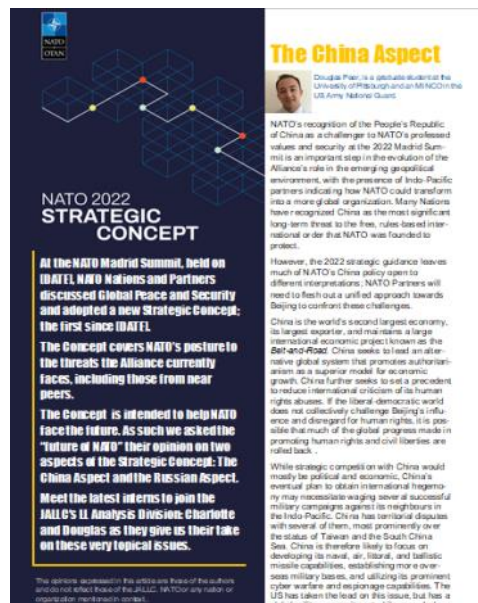 NATO
OTAN
NATO 2022
STRATEGIC
CONCEPT
At the NATO Madrid Summit, held on
[DATE], NATO Nations and Partners
discussed Global Peace and Security
and adopted a new Strategic Concept;
the first since [DATE].
The Concept covers NATO's posture to
the threats the Alliance currently
faces, including those from near
peers.
The Concept is intended to help NATO
face the future. As such we asked the
"future of NATO" their opinion on two
aspects of the Strategic Concept: The
China Aspect and the Russian Aspect.
Meet the latest interns to join the
JALLC's LL Analysis Division: Charlotte
and Douglas as they give us their take
on these very topical issues.
The opinions expressed in this article are those of the authors
and do not reflect those of the JALLC, NATO or any nation or
organization mentioned in context.
The China Aspect
Douglas Peer, is a graduate student at the
University of Pittsburgh and an MI NCO in the
US Army National Guard.
NATO's recognition of the People's Republic
of China as a challenger to NATO's professed
values and security at the 2022 Madrid Sum-
mit is an important step in the evolution of the
Alliance's role in the emerging geopolitical
environment, with the presence of Indo-Pacific
partners indicating how NATO could transform
into a more global organization. Many Nations
have recognized China as the most significant
long-term threat to the free, rules-based inter-
national order that NATO was founded to
protect.
However, the 2022 strategic guidance leaves
much of NATO's China policy open to
different interpretations; NATO Partners will
need to flesh out a unified approach towards
Beijing to confront these challenges.
China is the world's second largest economy,
its largest exporter, and maintains a large
international economic project known as the
Belt-and-Road. China seeks to lead an alter-
native global system that promotes authoritari-
anism as a superior model for economic
growth. China further seeks to set a precedent
to reduce international criticism of its human
rights abuses. If the liberal-democratic world
does not collectively challenge Beijing's influ-
ence and disregard for human rights, it is pos-
sible that much of the global progress made in
promoting human rights and civil liberties are
rolled back .
While strategic competition with China would
mostly be political and economic, China's
eventual plan to obtain international hegemo-
ny may necessitate waging several successful
military campaigns against its neighbours in
the Indo-Pacific. China has territorial disputes
with several of them, most prominently over
the status of Taiwan and the South China
Sea. China is therefore likely to focus on
developing its naval, air, littoral, and ballistic
missile capabilities, establishing more over-
seas military bases, and utilizing its prominent
cyber warfare and espionage capabilities. The
US has taken the lead on this issue, but has a